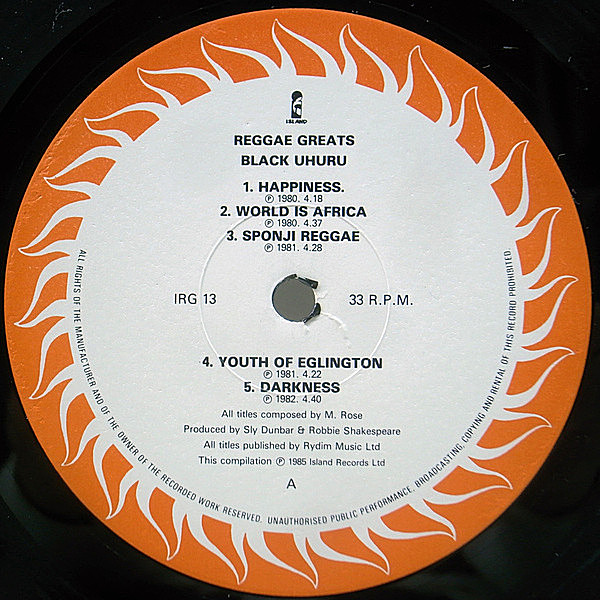 ISLAND
REGGAE GREATS
BLACK UHURU
1. HAPPINESS.
Ⓟ 1980. 4.18
2. WORLD IS AFRICA
Ⓟ 1980. 4.37
3. SPONJI REGGAE
Ⓟ 1981. 4.28
IRG 13
33 R.P.M.
4. YOUTH OF EGLINGTON
Ⓟ 1981. 4.22
5. DARKNESS
Ⓟ 1982. 4.40
All titles composed by M. Rose
Produced by Sly Dunbar & Robbie Shakespeare
All titles published by Rydim Music Ltd
This compilation Ⓟ 1985 Island Records Ltd
A
ALL RIGHTS OF THE MANUFACTURER AND OF THE OWNER OF THE RECORDED WORK RESERVED. UNAUTHORISED PUBLIC PERFORMANCE, BROADCASTING, COPYING AND RENTAL OF THIS RECORD PROHIBITED.